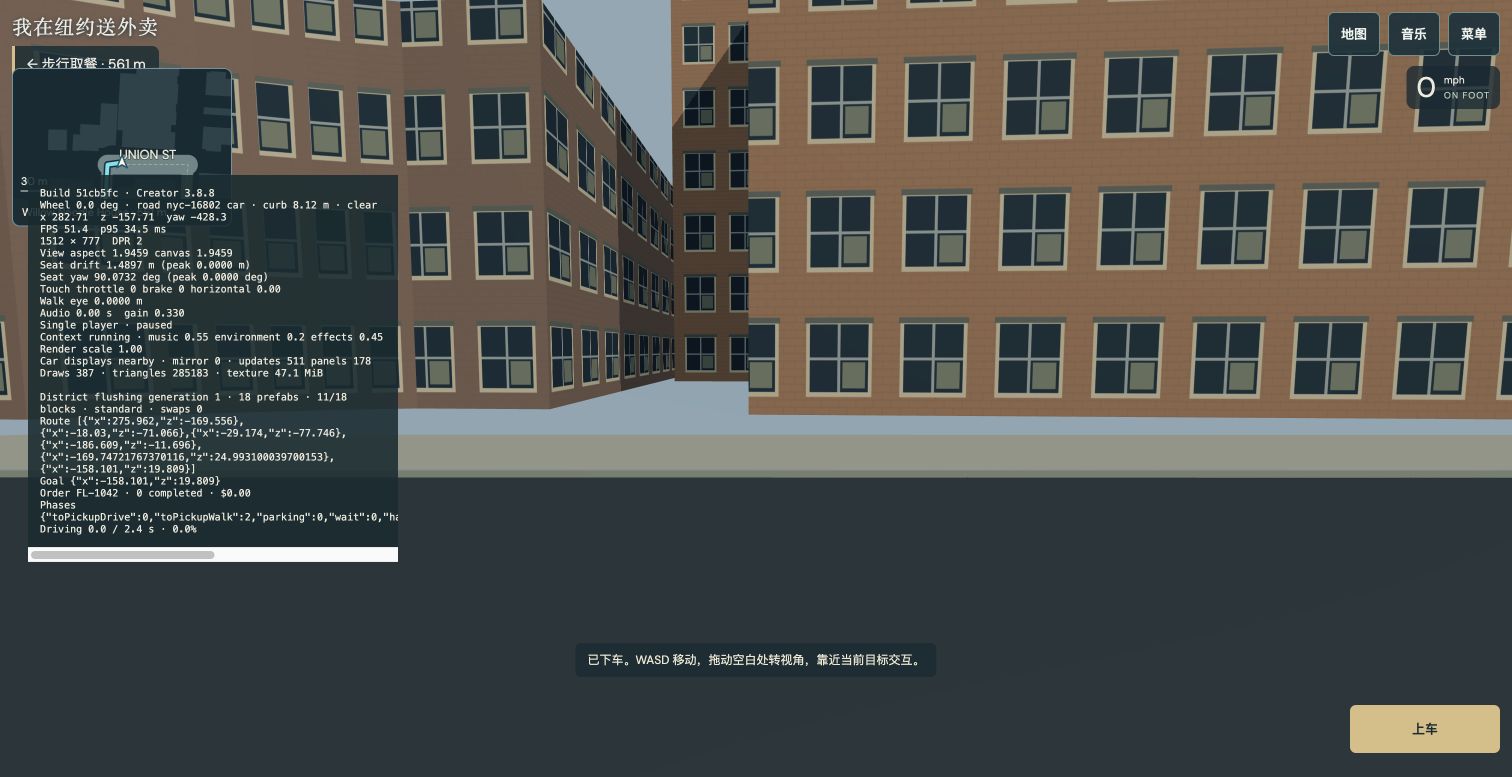 我在纽约送外卖
← 步行取餐 · 561 m
地图
音乐
菜单
0 mph
ON FOOT
UNION ST
30 m
Build 51cb5fc · Creator 3.8.8
Wheel 0.0 deg · road nyc-16802 car · curb 8.12 m · clear
x 282.71 z -157.71 yaw -428.3
FPS 51.4 p95 34.5 ms
1512 × 777 DPR 2
View aspect 1.9459 canvas 1.9459
Seat drift 1.4897 m (peak 0.0000 m)
Seat yaw 90.0732 deg (peak 0.0000 deg)
Touch throttle 0 brake 0 horizontal 0.00
Walk eye 0.0000 m
Audio 0.00 s gain 0.330
Single player · paused
Context running · music 0.55 environment 0.2 effects 0.45
Render scale 1.00
Car displays nearby · mirror 0 · updates 511 panels 178
Draws 387 · triangles 285183 · texture 47.1 MiB
District flushing generation 1 · 18 prefabs · 11/18
blocks · standard · swaps 0
Route [{"x":275.962,"z":-169.556},
{"x":-18.03,"z":-71.066},{"x":-29.174,"z":-77.746},
{"x":-186.609,"z":-11.696},
{"x":-169.74721767370116,"z":24.993100039700153},
{"x":-158.101,"z":19.809}]
Goal {"x":-158.101,"z":19.809}
Order FL-1042 · 0 completed · $0.00
Phases
{"toPickupDrive":0,"toPickupWalk":2,"parking":0,"wait":0,"ha
Driving 0.0 / 2.4 s · 0.0%
已下车。WASD 移动，拖动空白处转视角，靠近当前目标交互。
上车